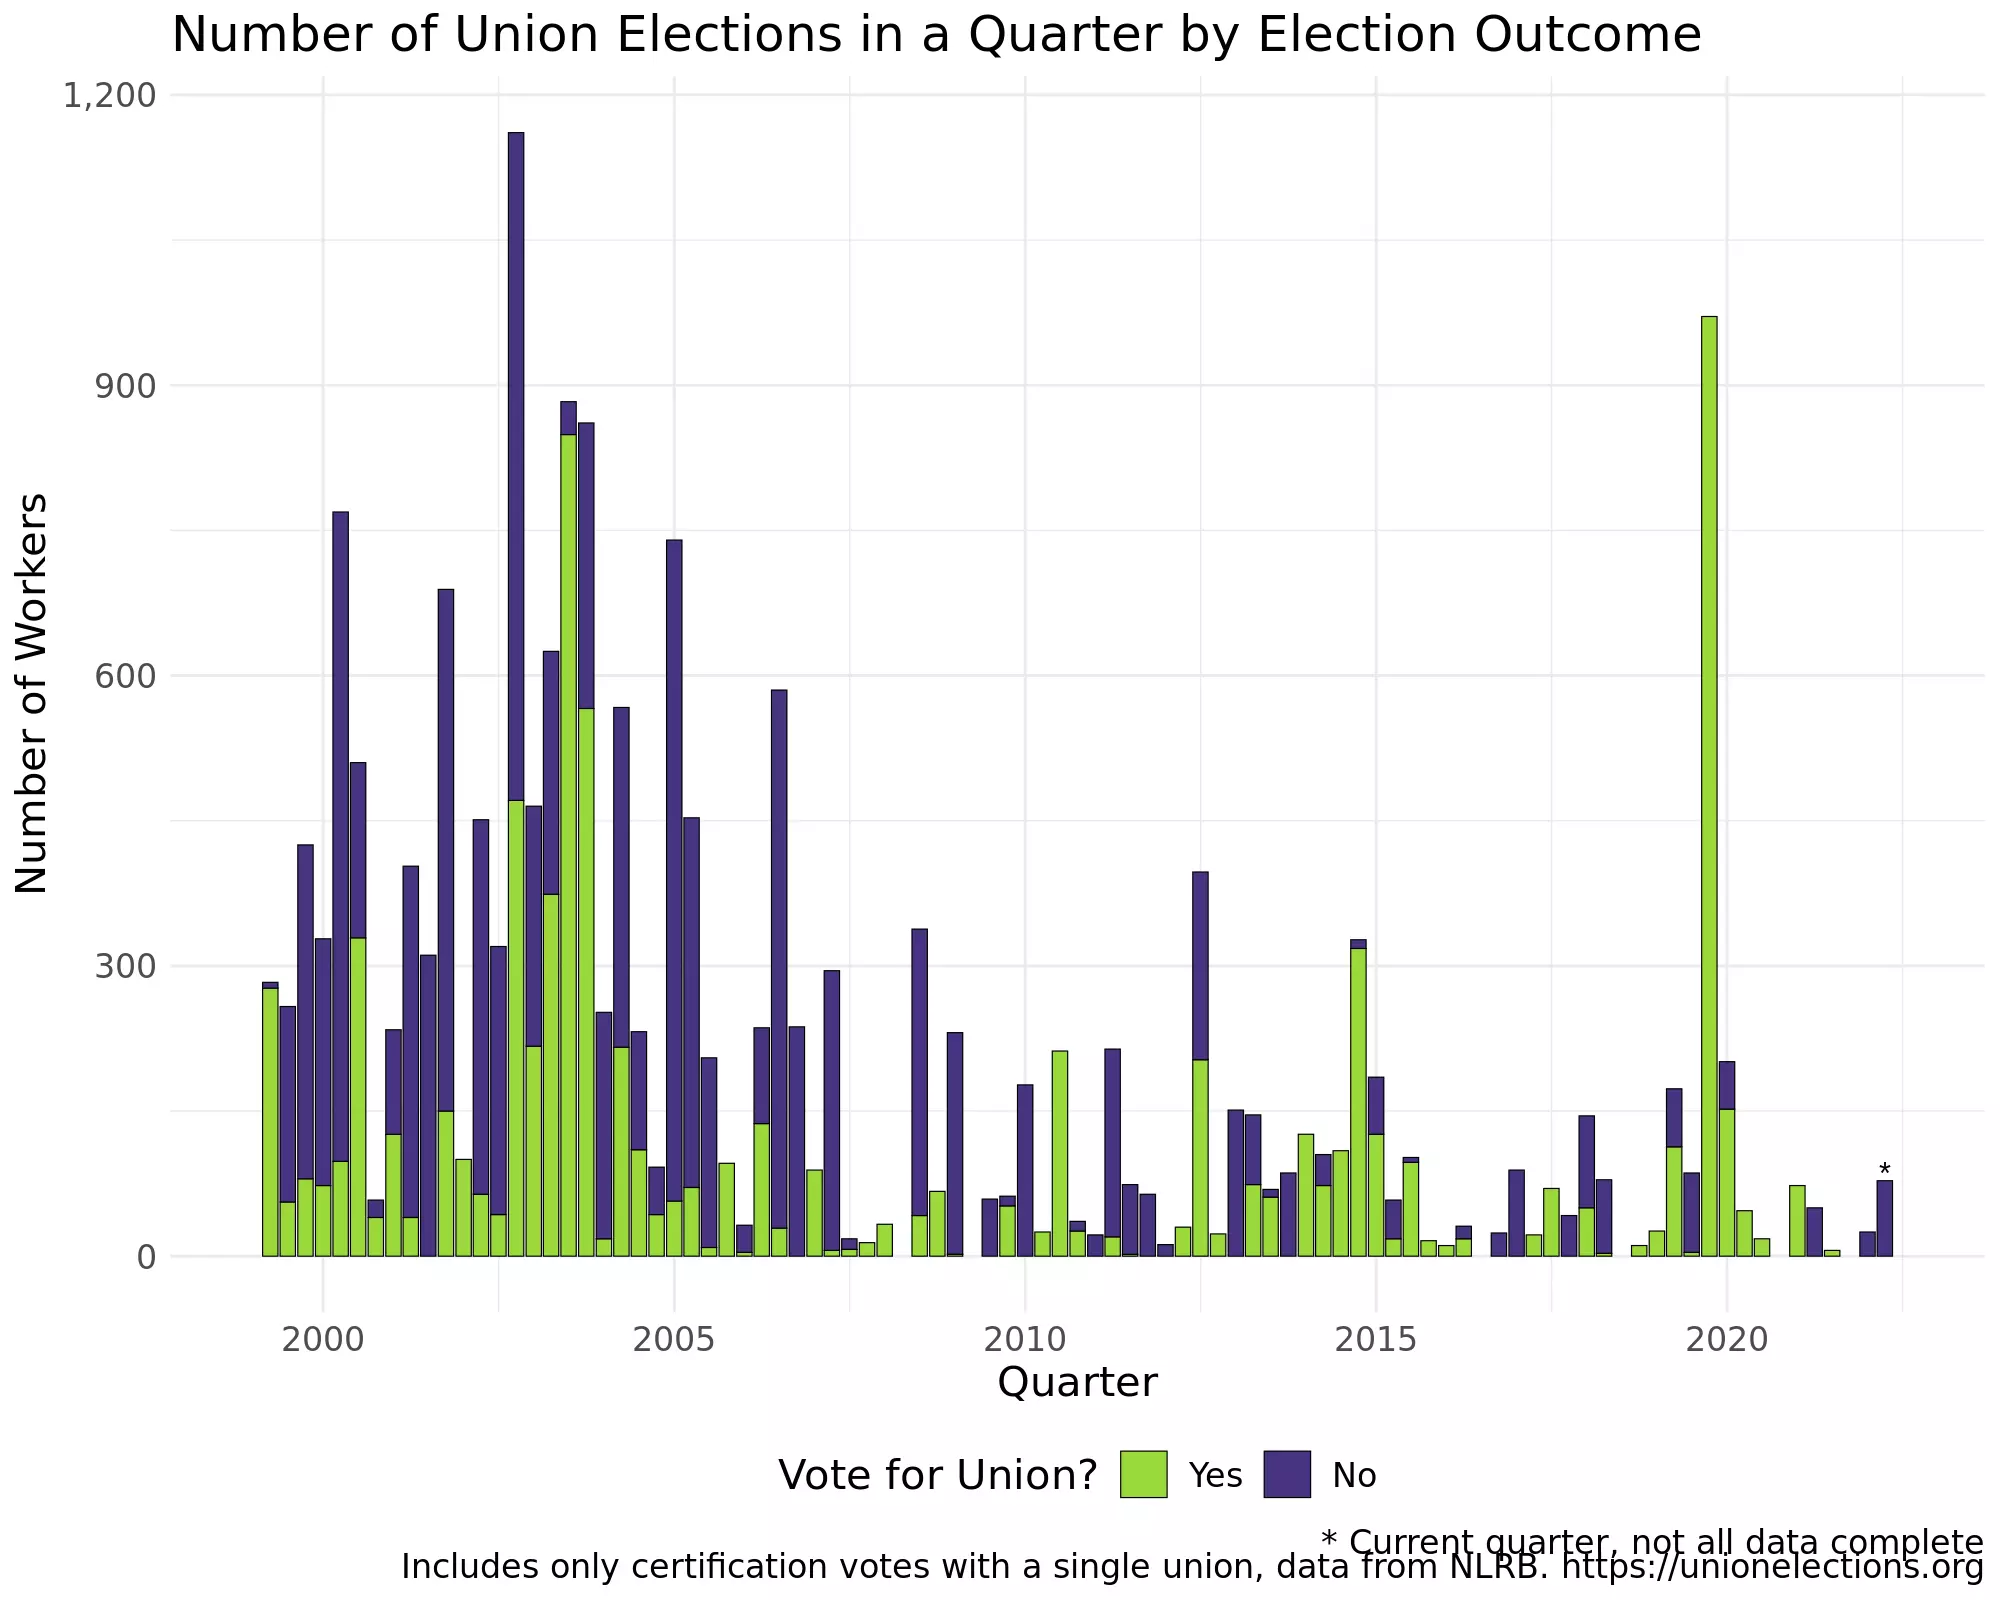 Number of Union Elections in a Quarter by Election Outcome
1,200
900
600
300
0
Number of Workers
*
2000 2005 2010 2015 2020
Quarter
Vote for Union? Yes No
* Current quarter, not all data complete
Includes only certification votes with a single union, data from NLRB. https://unionelections.org